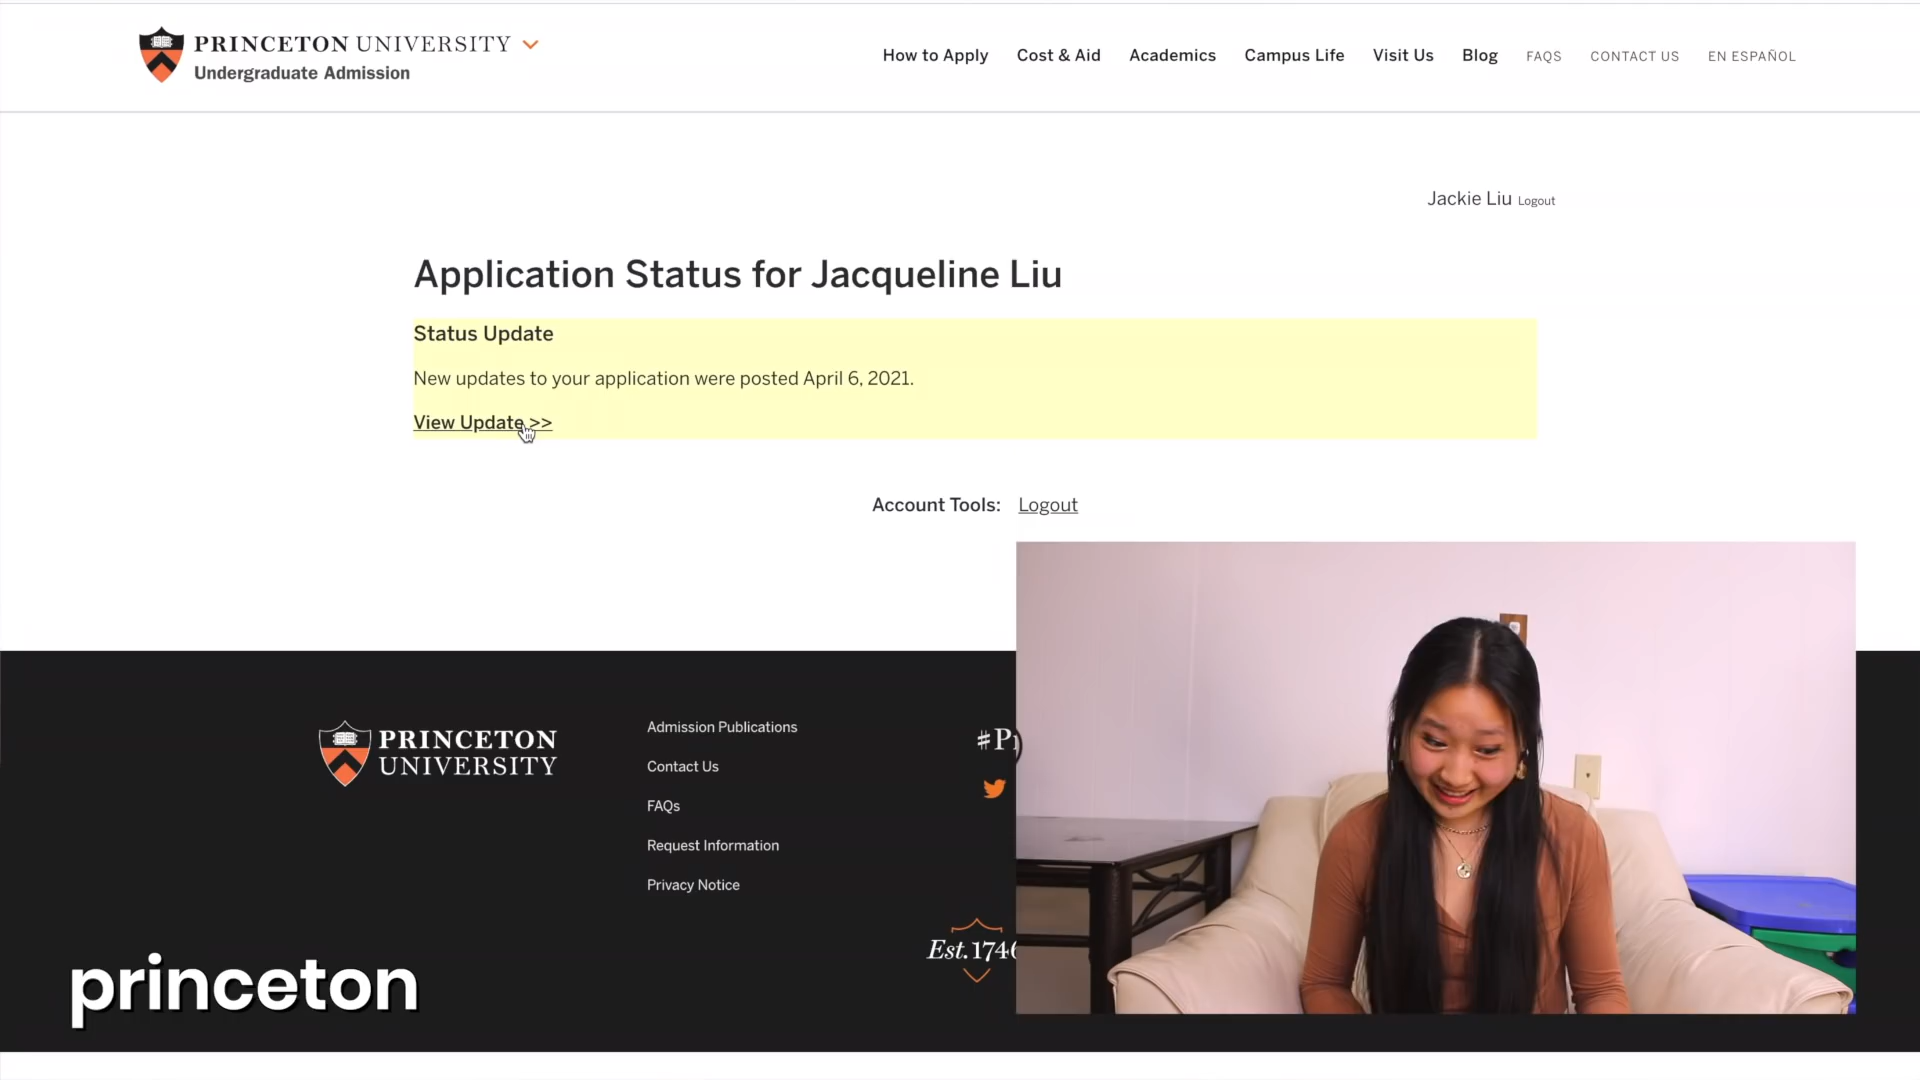 PRINCETON UNIVERSITY
Undergraduate Admission
How to Apply
Cost & Aid
Academics
Campus Life
Visit Us
Blog
FAQS
CONTACT US
EN ESPAÑOL
Jackie Liu Logout
Application Status for Jacqueline Liu
Status Update
New updates to your application were posted April 6, 2021.
View Update >>
Account Tools: Logout
PRINCETON
UNIVERSITY
Admission Publications
Contact Us
FAQs
Request Information
Privacy Notice
Est.
princeton